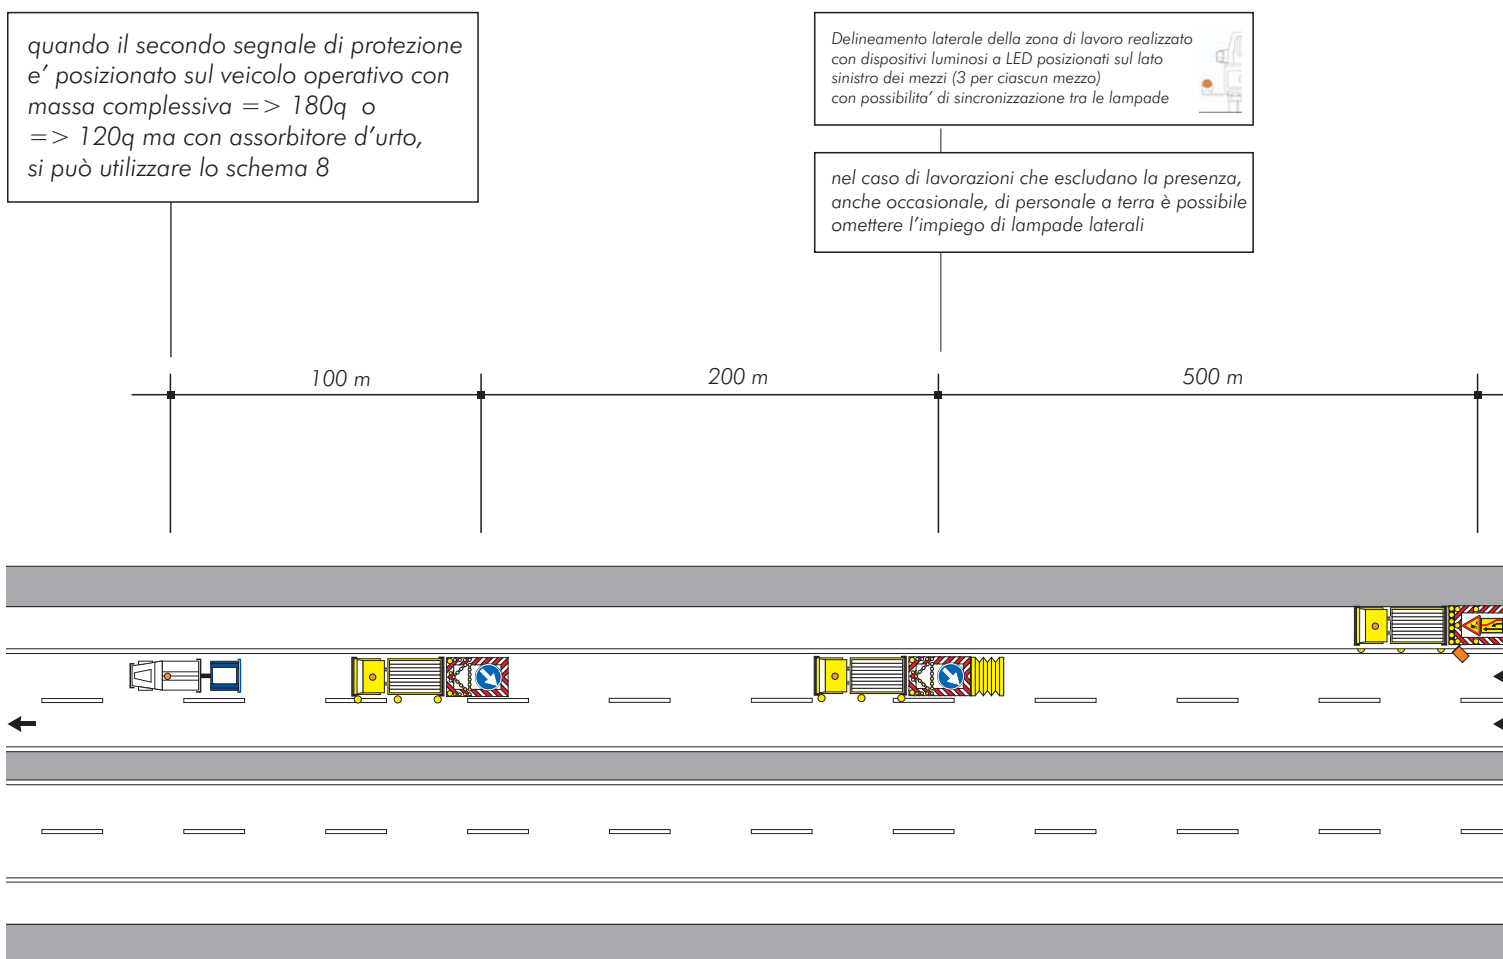 quando il secondo segnale di protezione
e' posizionato sul veicolo operativo con
massa complessiva => 180q o
=> 120q ma con assorbitore d'urto,
si può utilizzare lo schema 8
Delineamento laterale della zona di lavoro realizzato
con dispositivi luminosi a LED posizionati sul lato
sinistro dei mezzi (3 per ciascun mezzo)
con possibilita' di sincronizzazione tra le lampade
nel caso di lavorazioni che escludano la presenza,
anche occasionale, di personale a terra è possibile
omettere l'impiego di lampade laterali
100 m
200 m
500 m